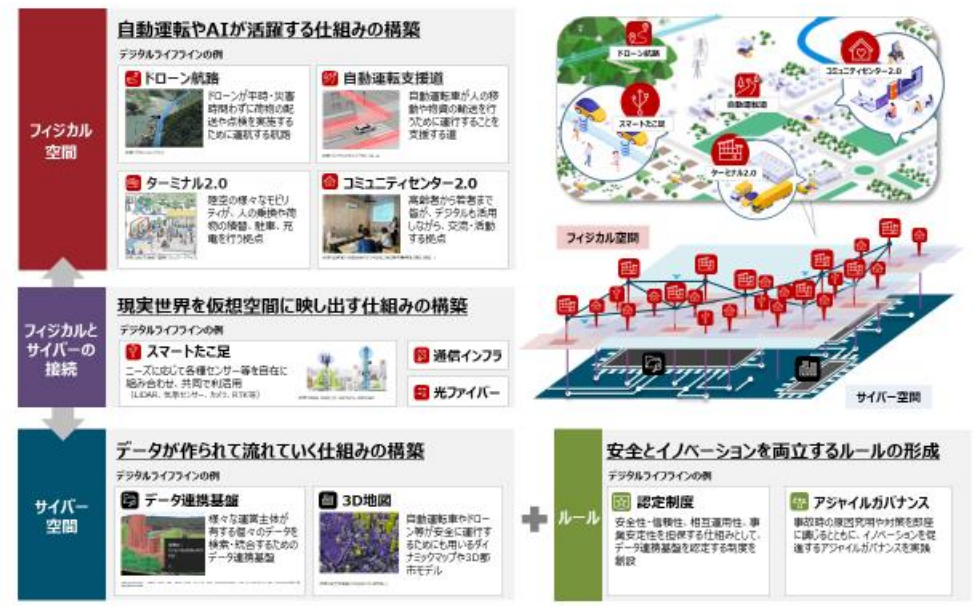 自動運転やAIが活躍する仕組みの構築
デジタルライフラインの例
フィジカル
空間
ドローン航路
ドローンが平時・災害
時問わずに荷物の配
送や点検を実施する
ために運航する航路
自動運転支援道
自動運転車が人の移
動や物資の輸送を行
うために運行することを
支援する道
ターミナル2.0
陸空の様々なモビリ
ティが、人の乗換や荷
物の積替、駐車、充
電を行う拠点
コミュニティセンター2.0
高齢者から若者まで
皆が、デジタルも活用
しながら、交流・活動
する拠点
フィジカルと
サイバーの
接続
現実世界を仮想空間に映し出す仕組みの構築
デジタルライフラインの例
スマートたこ足
ニーズに応じて各種センサー等を自在に
組み合わせ、共同で利活用
(LiDAR、気象センサー、カメラ、RTK等)
通信インフラ
光ファイバー
サイバー
空間
データが作られて流れていく仕組みの構築
デジタルライフラインの例
データ連携基盤
様々な運営主体が
有する個々のデータを
検索・統合するための
データ連携基盤
3D地図
自動運転車やドロー
ン等が安全に運行す
るためにも用いるダイ
ナミックマップや3D都
市モデル
ドローン航路
コミュニティセンター2.0
自動運転道
スマートたこ足
ターミナル2.0
フィジカル空間
サイバー空間
ルール
安全とイノベーションを両立するルールの形成
デジタルライフラインの例
認定制度
安全性・信頼性、相互運用性、事
業安定性を担保する仕組みとして、
データ連携基盤を認定する制度を
創設
アジャイルガバナンス
事故時の原因究明や対策を即座
に講じるとともに、イノベーションを促
進するアジャイルガバナンスを実践